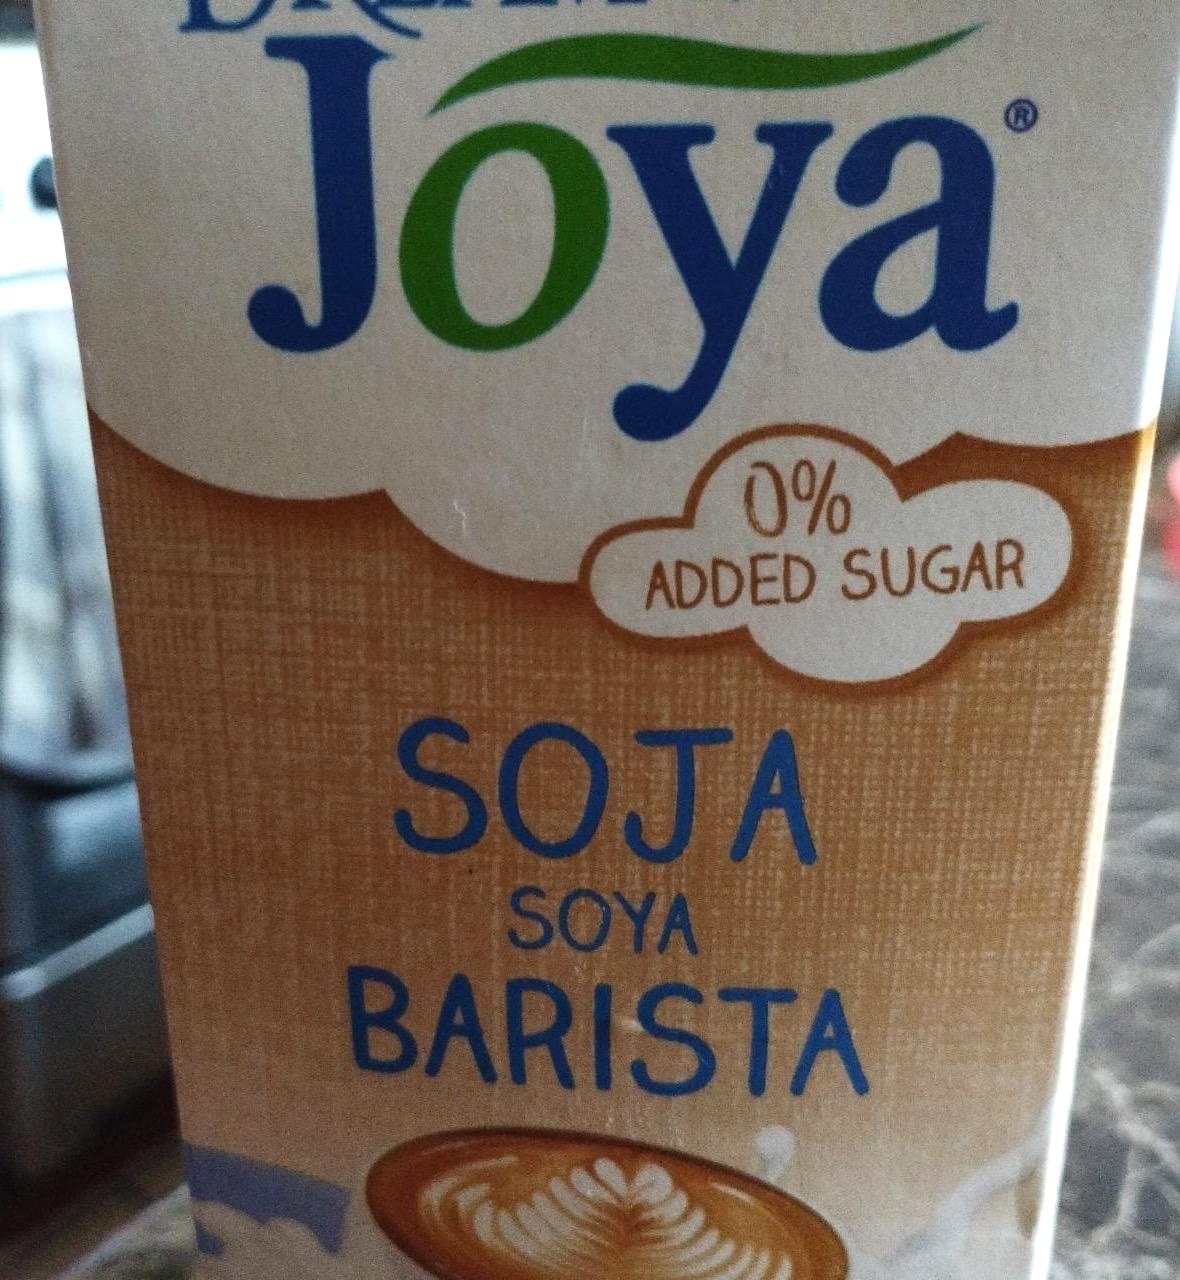 Joya®
0%
ADDED SUGAR
SOJA
SOYA
BARISTA